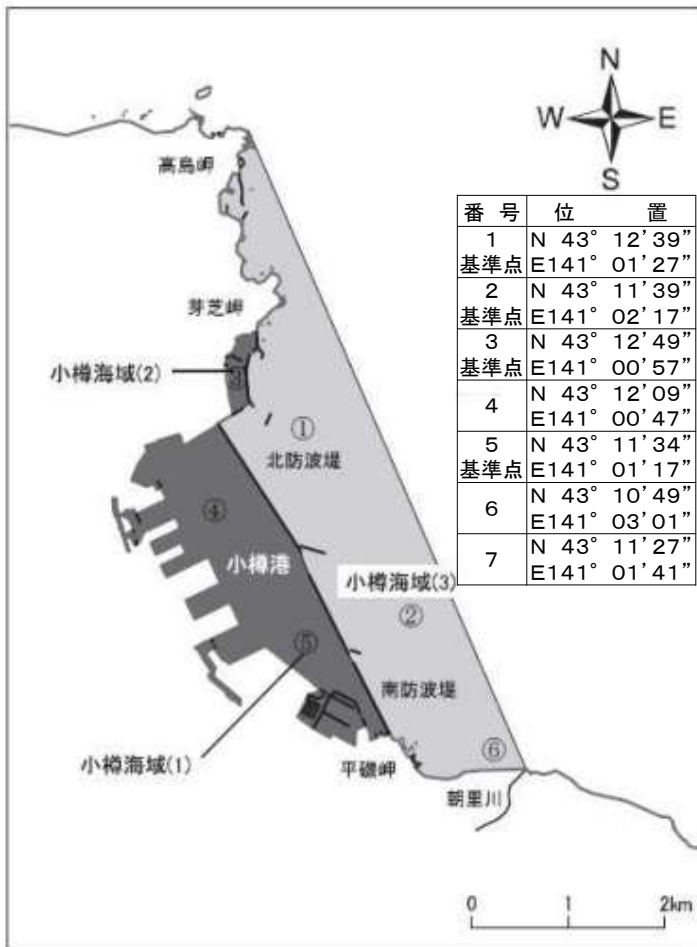 N
W E
S
高島岬
番 号 位 置
1 N 43° 12’39”
基準点 E141° 01’27”
2 N 43° 11’39”
基準点 E141° 02’17”
3 N 43° 12’49”
基準点 E141° 00’57”
4 N 43° 12’09”
E141° 00’47”
5 N 43° 11’34”
基準点 E141° 01’17”
6 N 43° 10’49”
E141° 03’01”
7 N 43° 11’27”
E141° 01’41”
茅芝岬
小樽海域(2)
③
①
北防波堤
④
小樽港
小樽海域(3)
②
⑤
南防波堤
⑥
小樽海域(1)
平磯岬
朝里川
0 1 2km